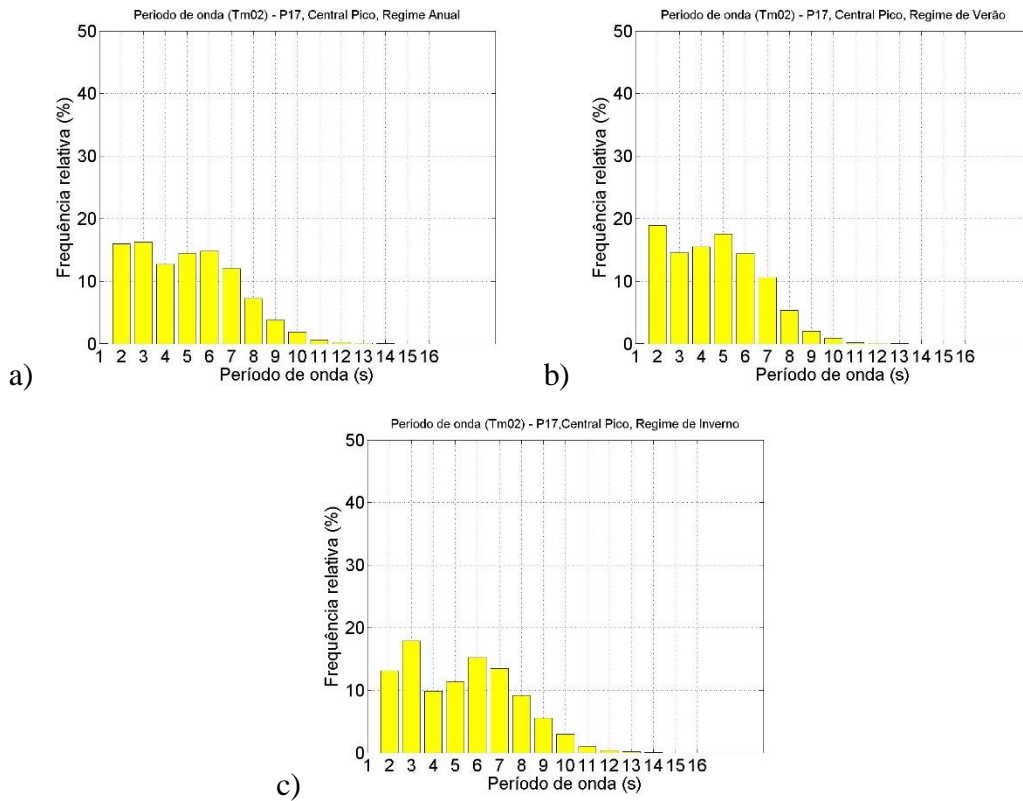 Periodo de onda (Tm02) - P17, Central Pico, Regime Anual
Frequência relativa (%)
50
40
30
20
10
0
1 2 3 4 5 6 7 8 9 10 11 12 13 14 15 16
Período de onda (s)
a)
Periodo de onda (Tm02) - P17, Central Pico, Regime de Verão
Frequência relativa (%)
50
40
30
20
10
0
1 2 3 4 5 6 7 8 9 10 11 12 13 14 15 16
Período de onda (s)
b)
Periodo de onda (Tm02) - P17,Central Pico, Regime de Inverno
Frequência relativa (%)
50
40
30
20
10
0
1 2 3 4 5 6 7 8 9 10 11 12 13 14 15 16
Período de onda (s)
c)